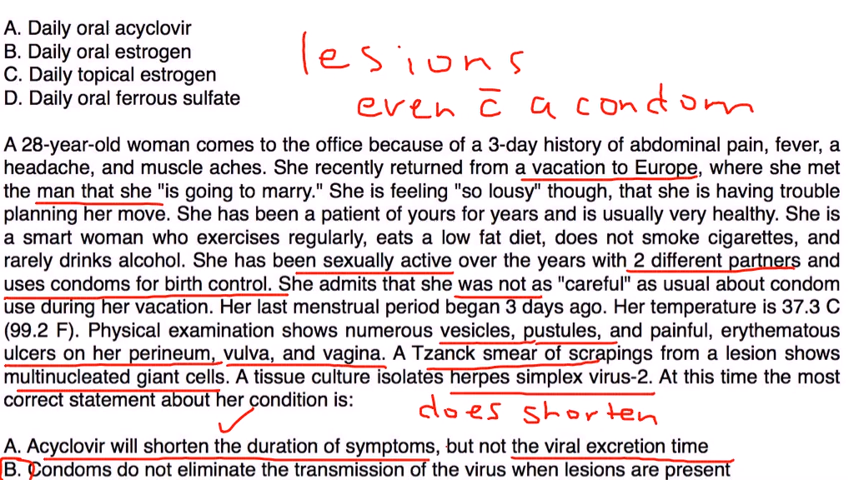 A. Daily oral acyclovir
B. Daily oral estrogen
C. Daily topical estrogen
D. Daily oral ferrous sulfate
lesions
even c̄ a condom
A 28-year-old woman comes to the office because of a 3-day history of abdominal pain, fever, a
headache, and muscle aches. She recently returned from a vacation to Europe, where she met
the man that she "is going to marry." She is feeling "so lousy" though, that she is having trouble
planning her move. She has been a patient of yours for years and is usually very healthy. She is
a smart woman who exercises regularly, eats a low fat diet, does not smoke cigarettes, and
rarely drinks alcohol. She has been sexually active over the years with 2 different partners and
uses condoms for birth control. She admits that she was not as "careful" as usual about condom
use during her vacation. Her last menstrual period began 3 days ago. Her temperature is 37.3 C
(99.2 F). Physical examination shows numerous vesicles, pustules, and painful, erythematous
ulcers on her perineum, vulva, and vagina. A Tzanck smear of scrapings from a lesion shows
multinucleated giant cells. A tissue culture isolates herpes simplex virus-2. At this time the most
correct statement about her condition is:
does shorten
A. Acyclovir will shorten the duration of symptoms, but not the viral excretion time
B. Condoms do not eliminate the transmission of the virus when lesions are present